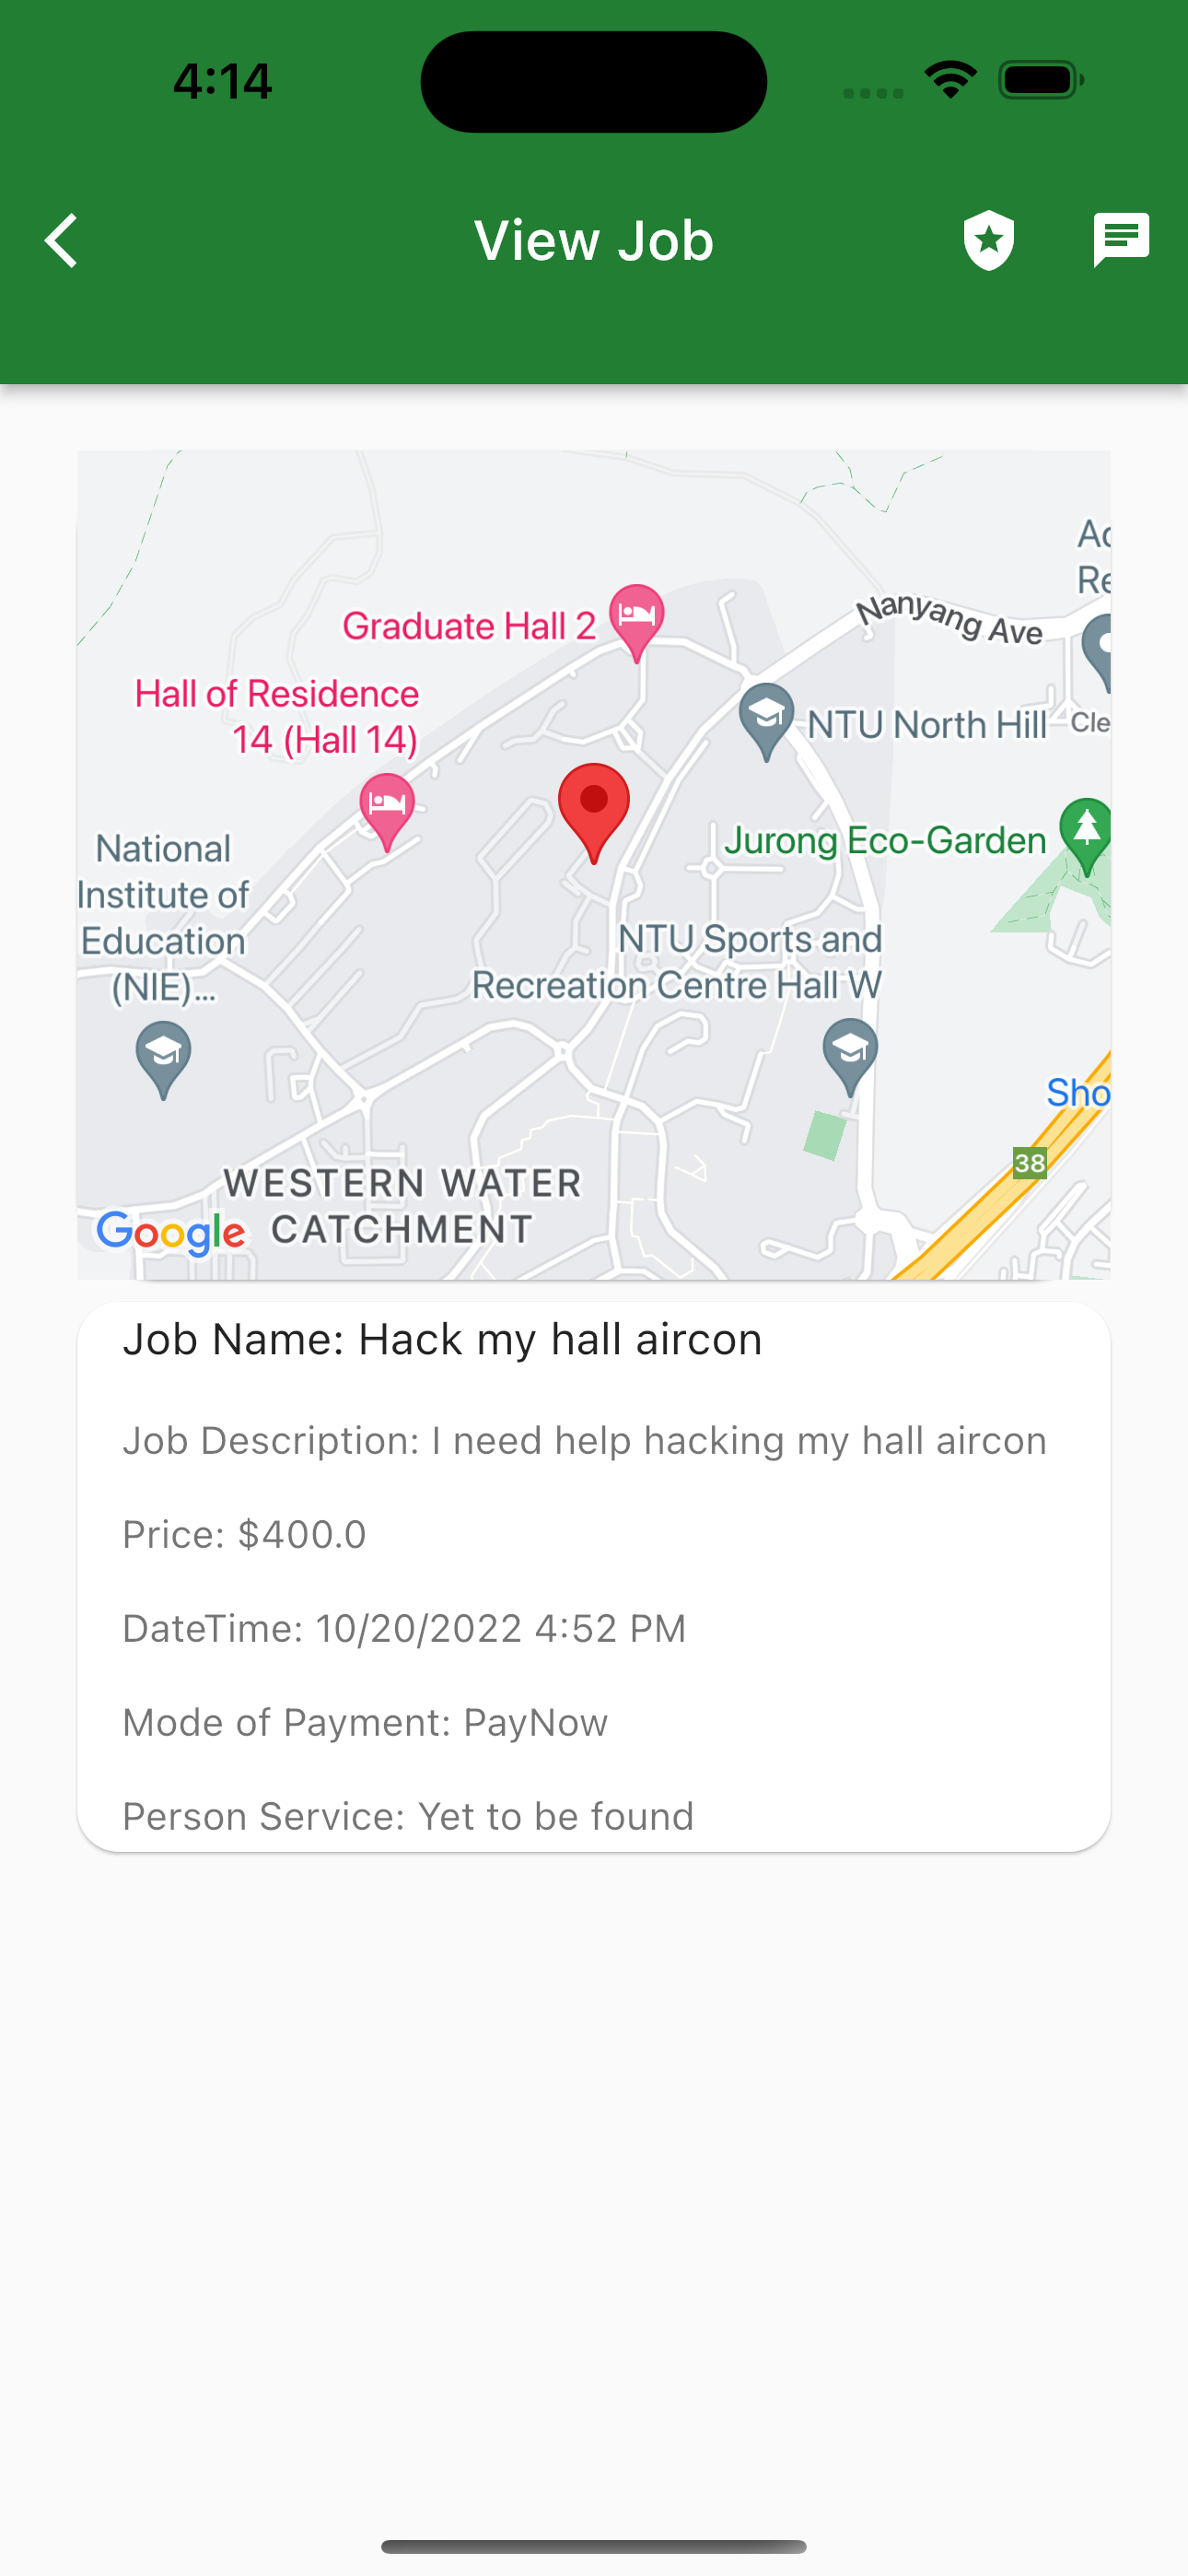 4:14
View Job
Ac
Re
Nanyang Ave
Graduate Hall 2
Hall of Residence
14 (Hall 14)
NTU North Hill
Cle
Jurong Eco-Garden
National
Institute of
Education
(NIE)...
NTU Sports and
Recreation Centre Hall W
Sho
38
WESTERN WATER
CATCHMENT
Google
Job Name: Hack my hall aircon
Job Description: I need help hacking my hall aircon
Price: $400.0
DateTime: 10/20/2022 4:52 PM
Mode of Payment: PayNow
Person Service: Yet to be found